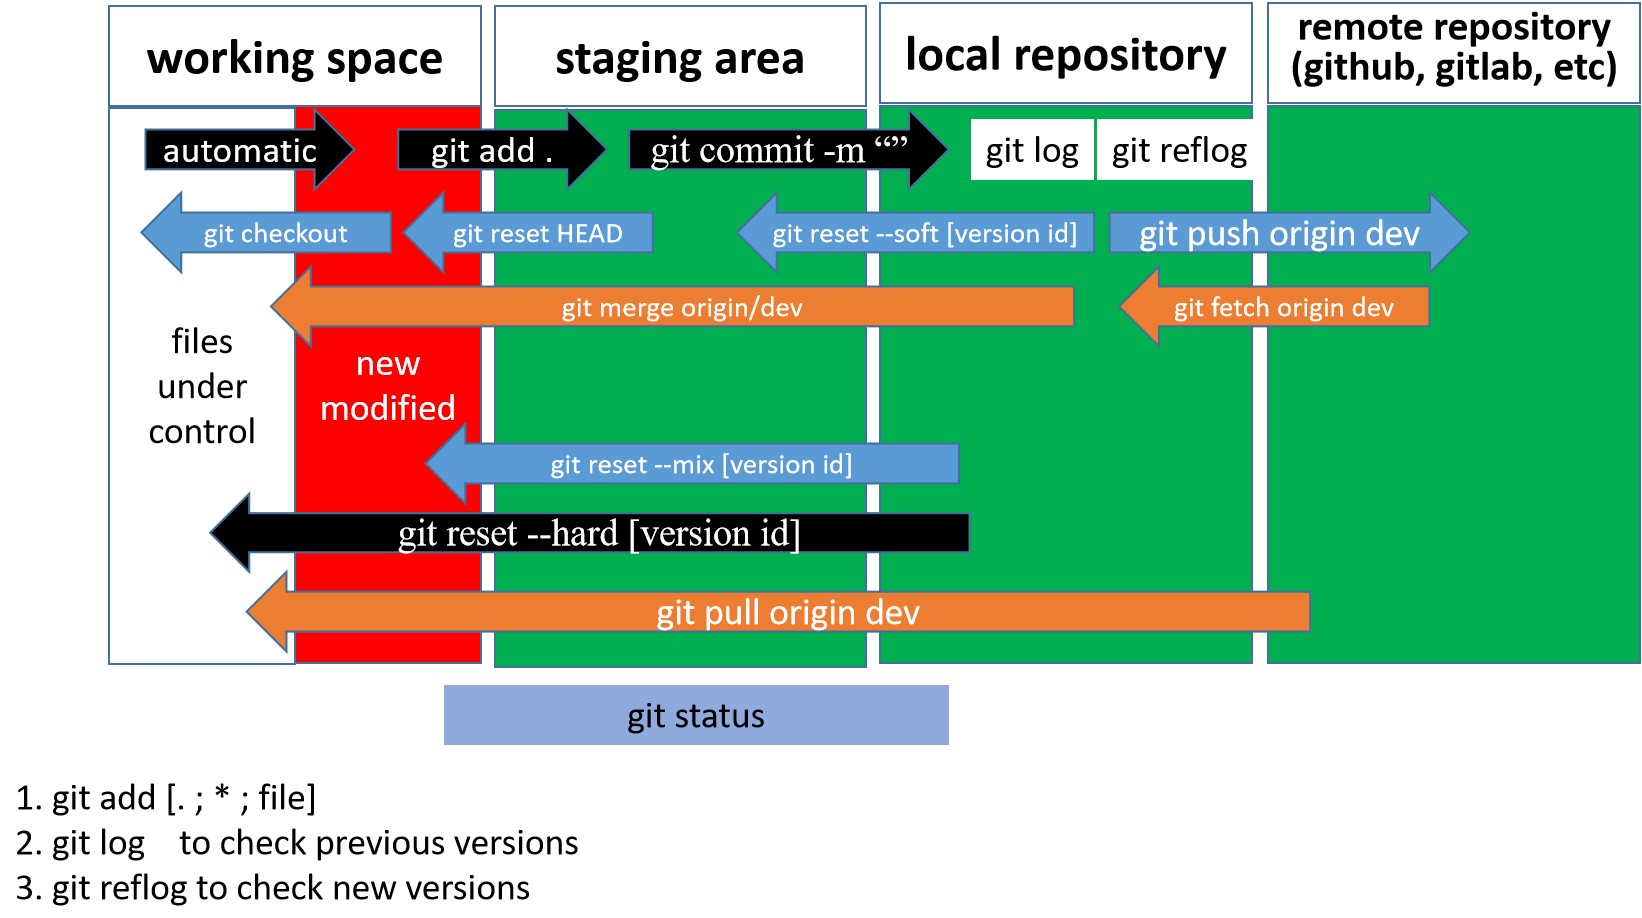 working space
staging area
local repository
remote repository
(github, gitlab, etc)
automatic
git add .
git commit -m “”
git log
git reflog
git checkout
git reset HEAD
git reset --soft [version id]
git push origin dev
git merge origin/dev
git fetch origin dev
files
under
control
new
modified
git reset --mix [version id]
git reset --hard [version id]
git pull origin dev
git status
1. git add [. ; * ; file]
2. git log to check previous versions
3. git reflog to check new versions